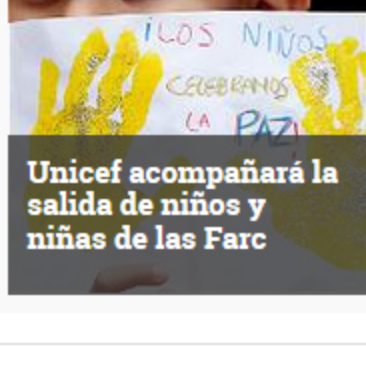 ¡LOS NIÑOS
CELEBRAMOS
LA PAZ!
Unicef acompañará la
salida de niños y
niñas de las Farc